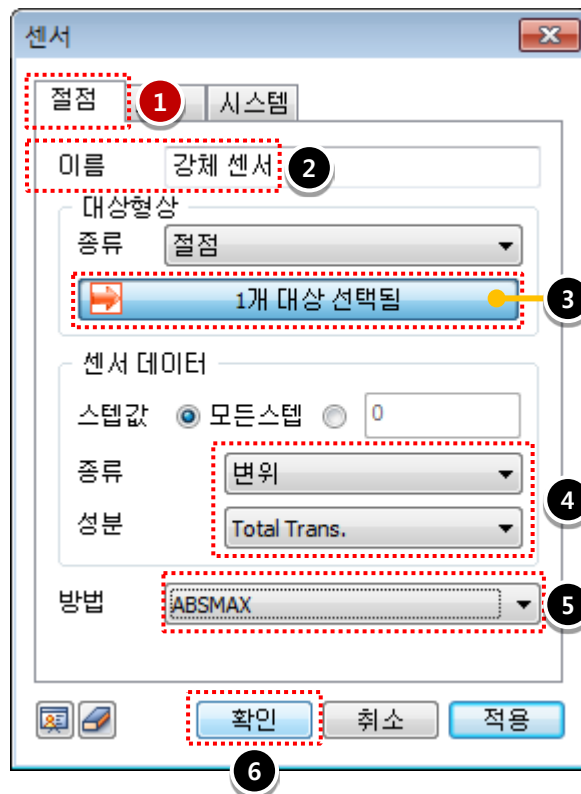 센서
절점 1 시스템
이름 강체 센서 2
대상형상
종류 절점
1개 대상 선택됨 3
센서 데이터
스텝값 모든스텝 0
종류 변위
4
성분 Total Trans.
방법 ABSMAX 5
확인 취소 적용
6